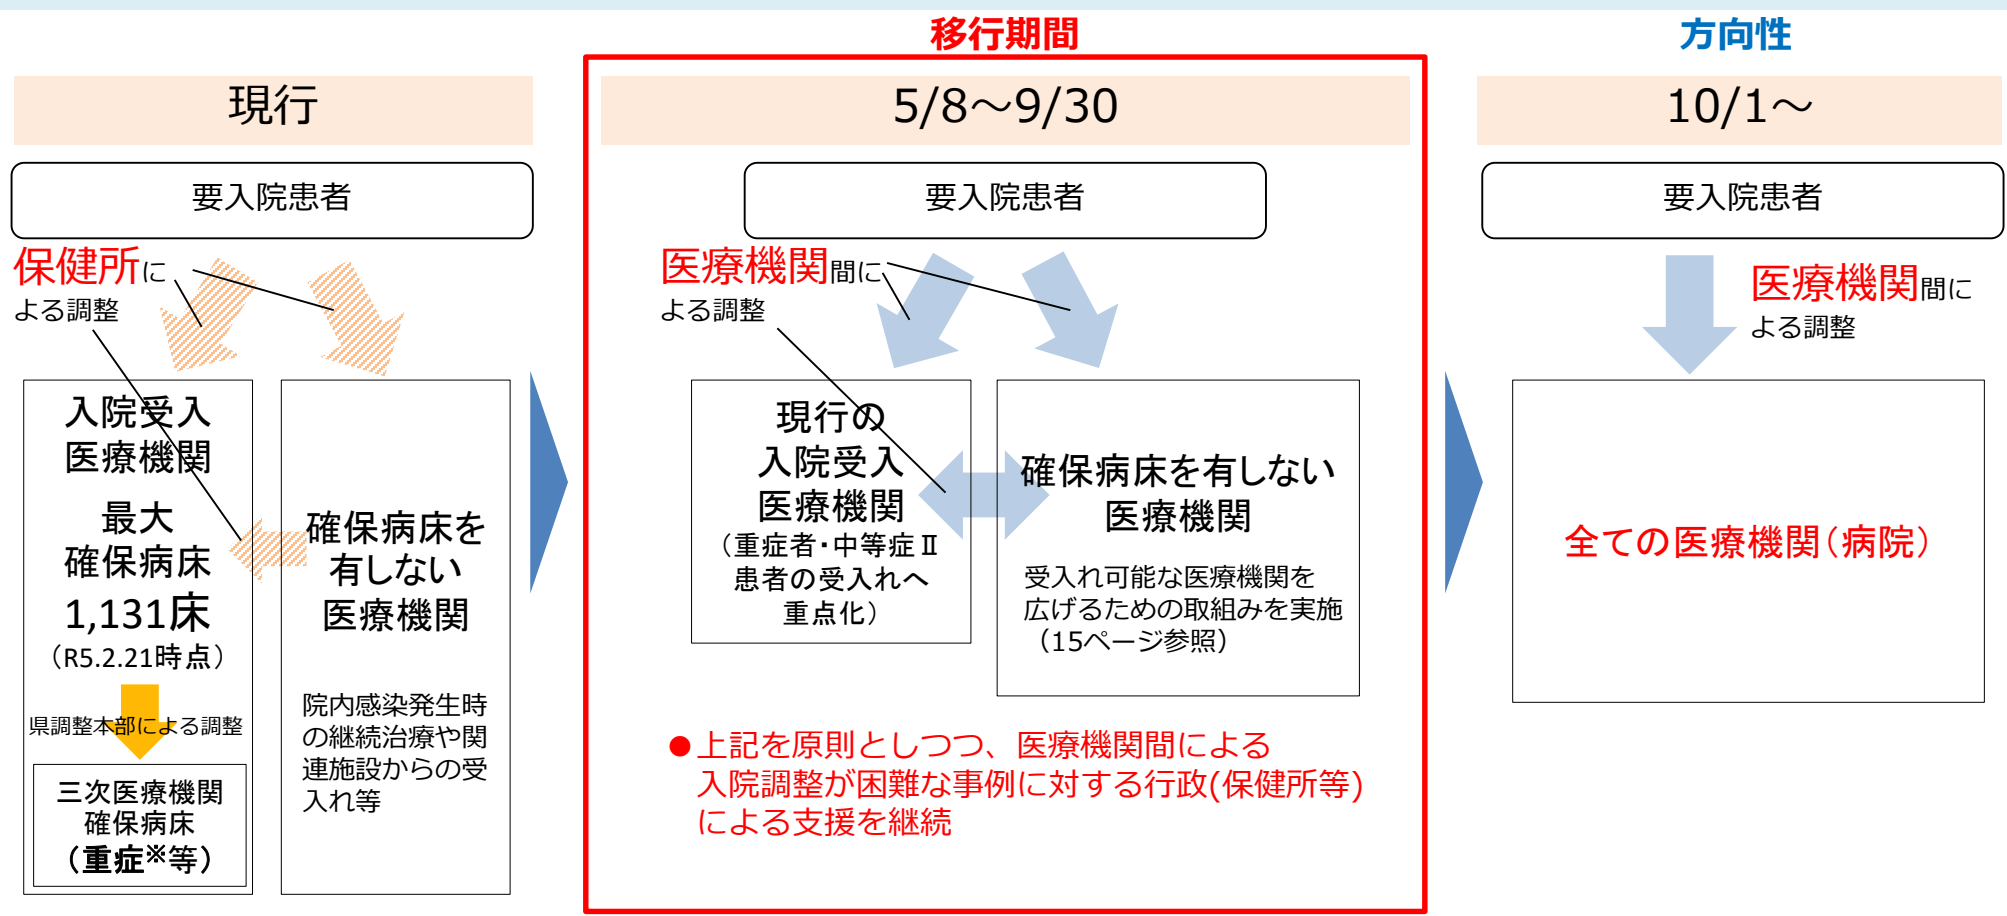 移行期間
方向性
現行
5/8～9/30
10/1～
要入院患者
保健所に
よる調整
入院受入
医療機関
最大
確保病床
1,131床
（R5.2.21時点）
県調整本部による調整
三次医療機関
確保病床
（重症※等）
確保病床を
有しない
医療機関
院内感染発生時
の継続治療や関
連施設からの受
入れ等
要入院患者
医療機関間に
よる調整
現行の
入院受入
医療機関
（重症者・中等症Ⅱ
患者の受入れへ
重点化）
確保病床を有しない
医療機関
受入れ可能な医療機関を
広げるための取組みを実施
（15ページ参照）
●上記を原則としつつ、医療機関間による
入院調整が困難な事例に対する行政(保健所等)
による支援を継続
要入院患者
医療機関間に
よる調整
全ての医療機関（病院）